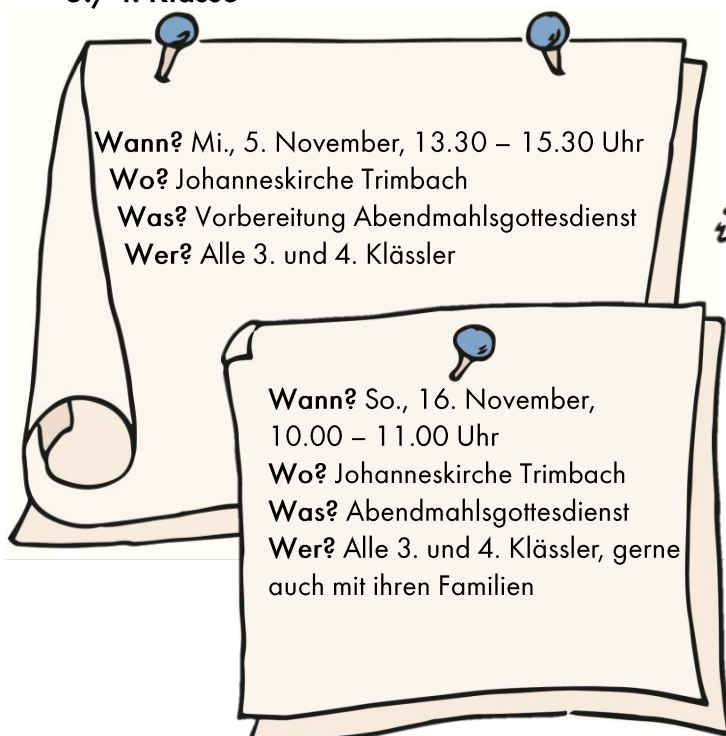 Wann? Mi., 5. November, 13.30 – 15.30 Uhr
Wo? Johanneskirche Trimbach
Was? Vorbereitung Abendmahlsgottesdienst
Wer? Alle 3. und 4. Klässler
Wann? So., 16. November,
10.00 – 11.00 Uhr
Wo? Johanneskirche Trimbach
Was? Abendmahlsgottesdienst
Wer? Alle 3. und 4. Klässler, gerne
auch mit ihren Familien